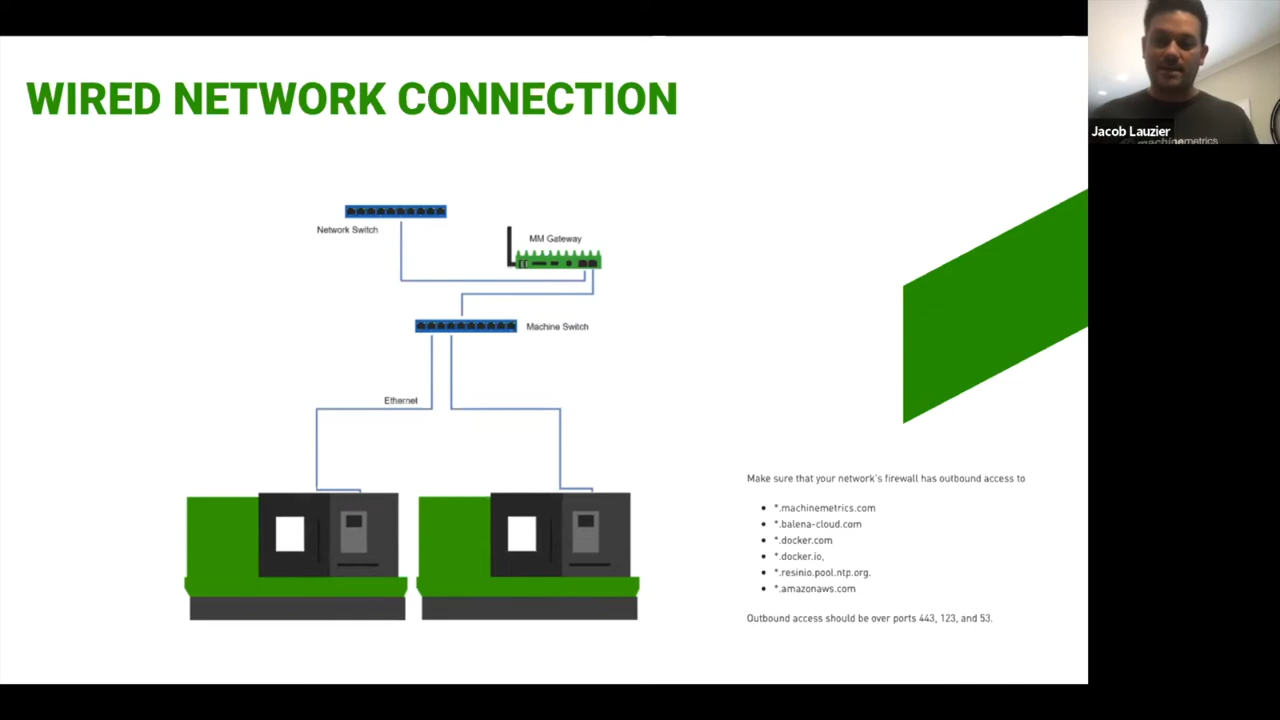 WIRED NETWORK CONNECTION
Jacob Lauzier
machinemetrics
Network Switch
MM Gateway
Machine Switch
Ethernet
Make sure that your network's firewall has outbound access to
*.machinemetrics.com
*.balena-cloud.com
*.docker.com
*.docker.io,
*.resinio.pool.ntp.org.
*.amazonaws.com
Outbound access should be over ports 443, 123, and 53.